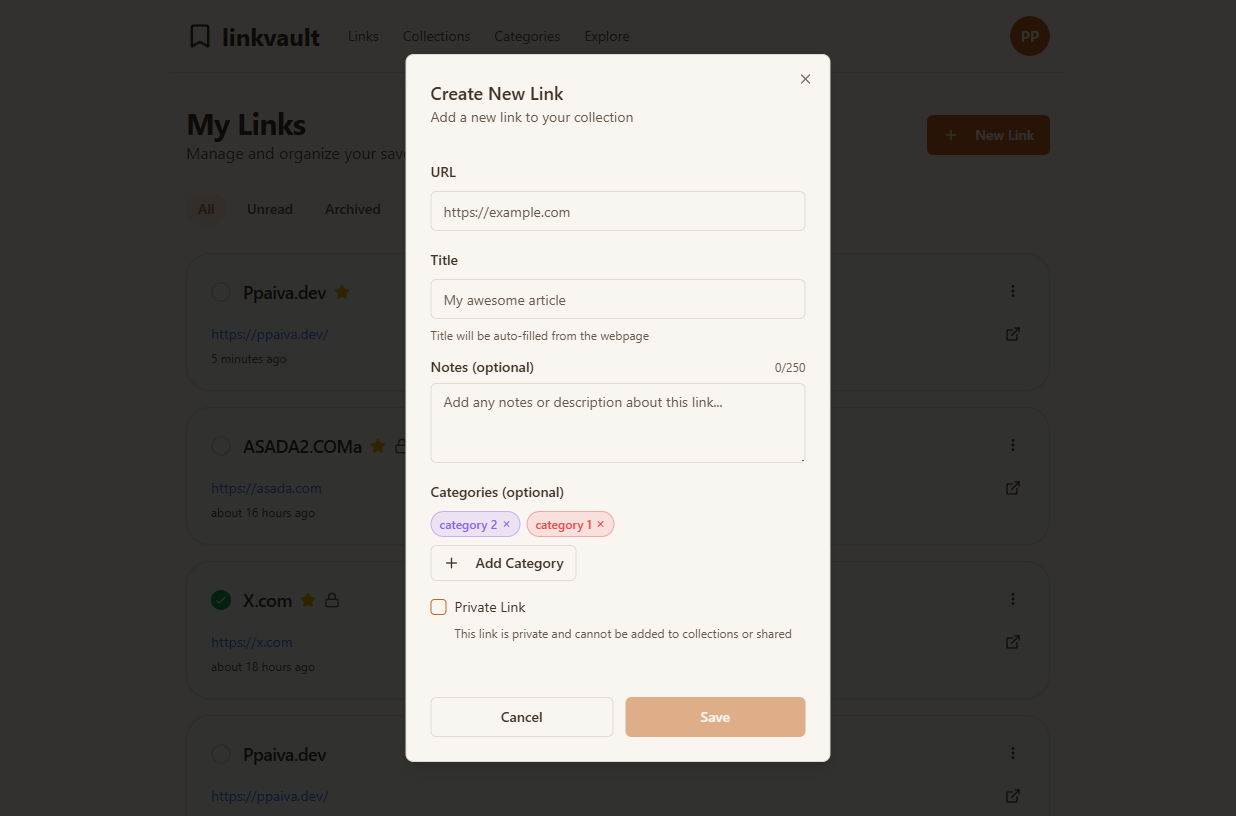 linkvault Links Collections Categories Explore PP
My Links
Manage and organize your save
+ New Link
All Unread Archived
Ppaiva.dev
https://ppaiva.dev/
5 minutes ago
ASADA2.COMa
https://asada.com
about 16 hours ago
X.com
https://x.com
about 18 hours ago
Ppaiva.dev
https://ppaiva.dev/
Create New Link
Add a new link to your collection
URL
https://example.com
Title
My awesome article
Title will be auto-filled from the webpage
Notes (optional) 0/250
Add any notes or description about this link...
Categories (optional)
category 2 × category 1 ×
+ Add Category
Private Link
This link is private and cannot be added to collections or shared
Cancel Save